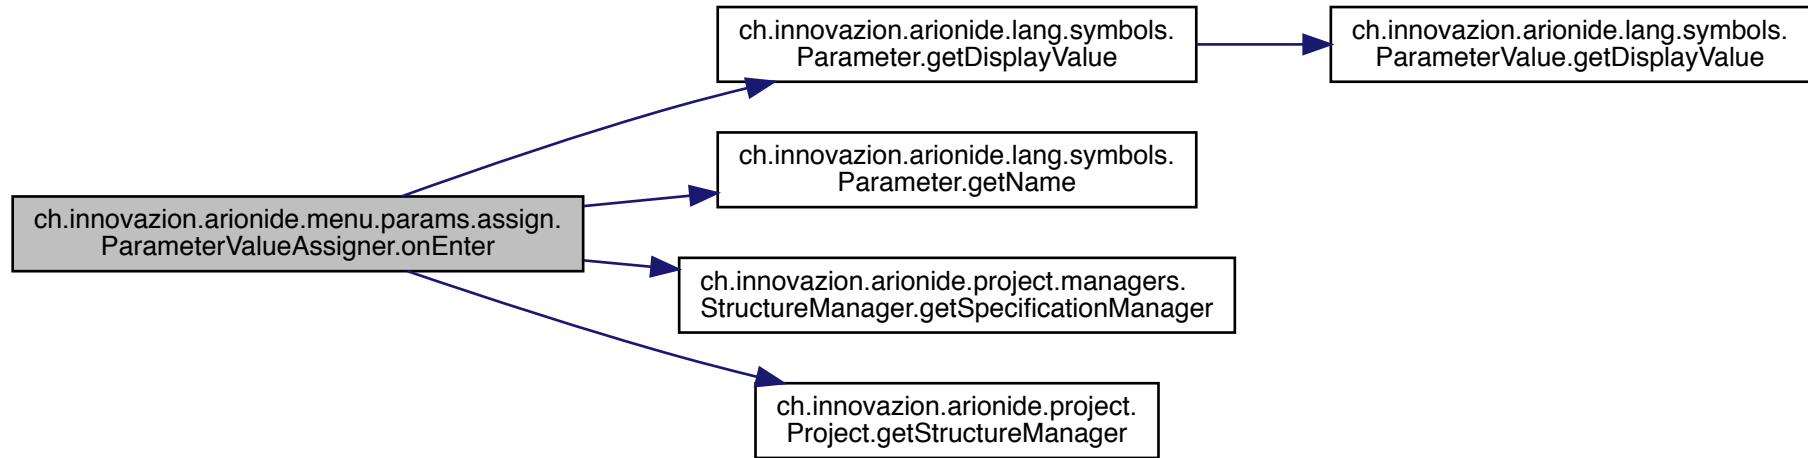 ch.innovazion.arionide.lang.symbols.
Parameter.getDisplayValue
ch.innovazion.arionide.lang.symbols.
ParameterValue.getDisplayValue
ch.innovazion.arionide.lang.symbols.
Parameter.getName
ch.innovazion.arionide.menu.params.assign.
ParameterValueAssigner.onEnter
ch.innovazion.arionide.project.managers.
StructureManager.getSpecificationManager
ch.innovazion.arionide.project.
Project.getStructureManager